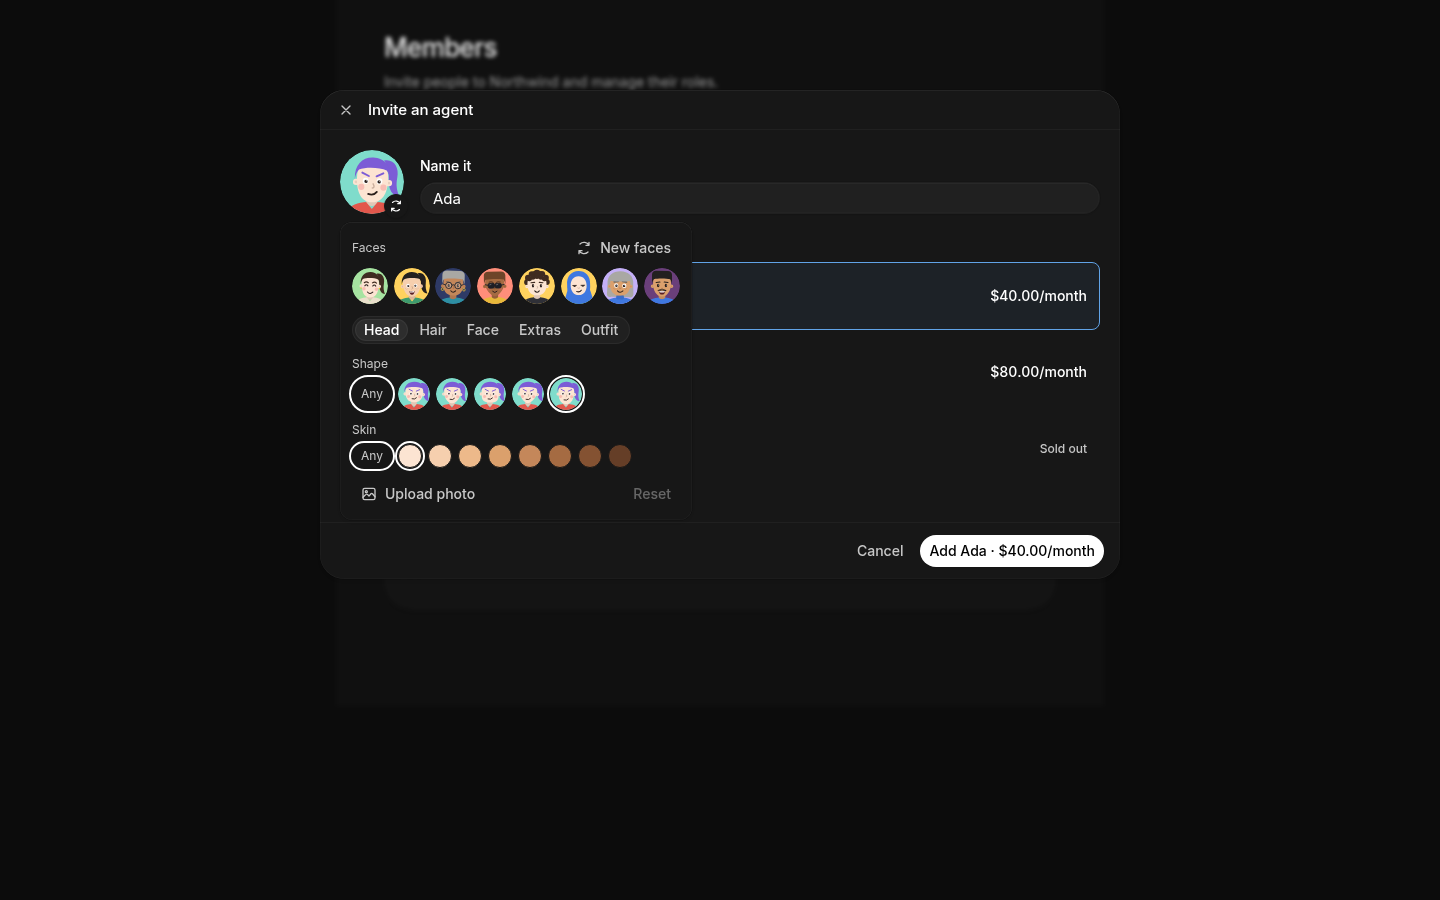 Members
Invite people to Northwind and manage their roles.
Invite an agent
Name it
Ada
Faces
New faces
$40.00/month
Head
Hair
Face
Extras
Outfit
Shape
$80.00/month
Any
Skin
Sold out
Any
Upload photo
Reset
Cancel
Add Ada · $40.00/month